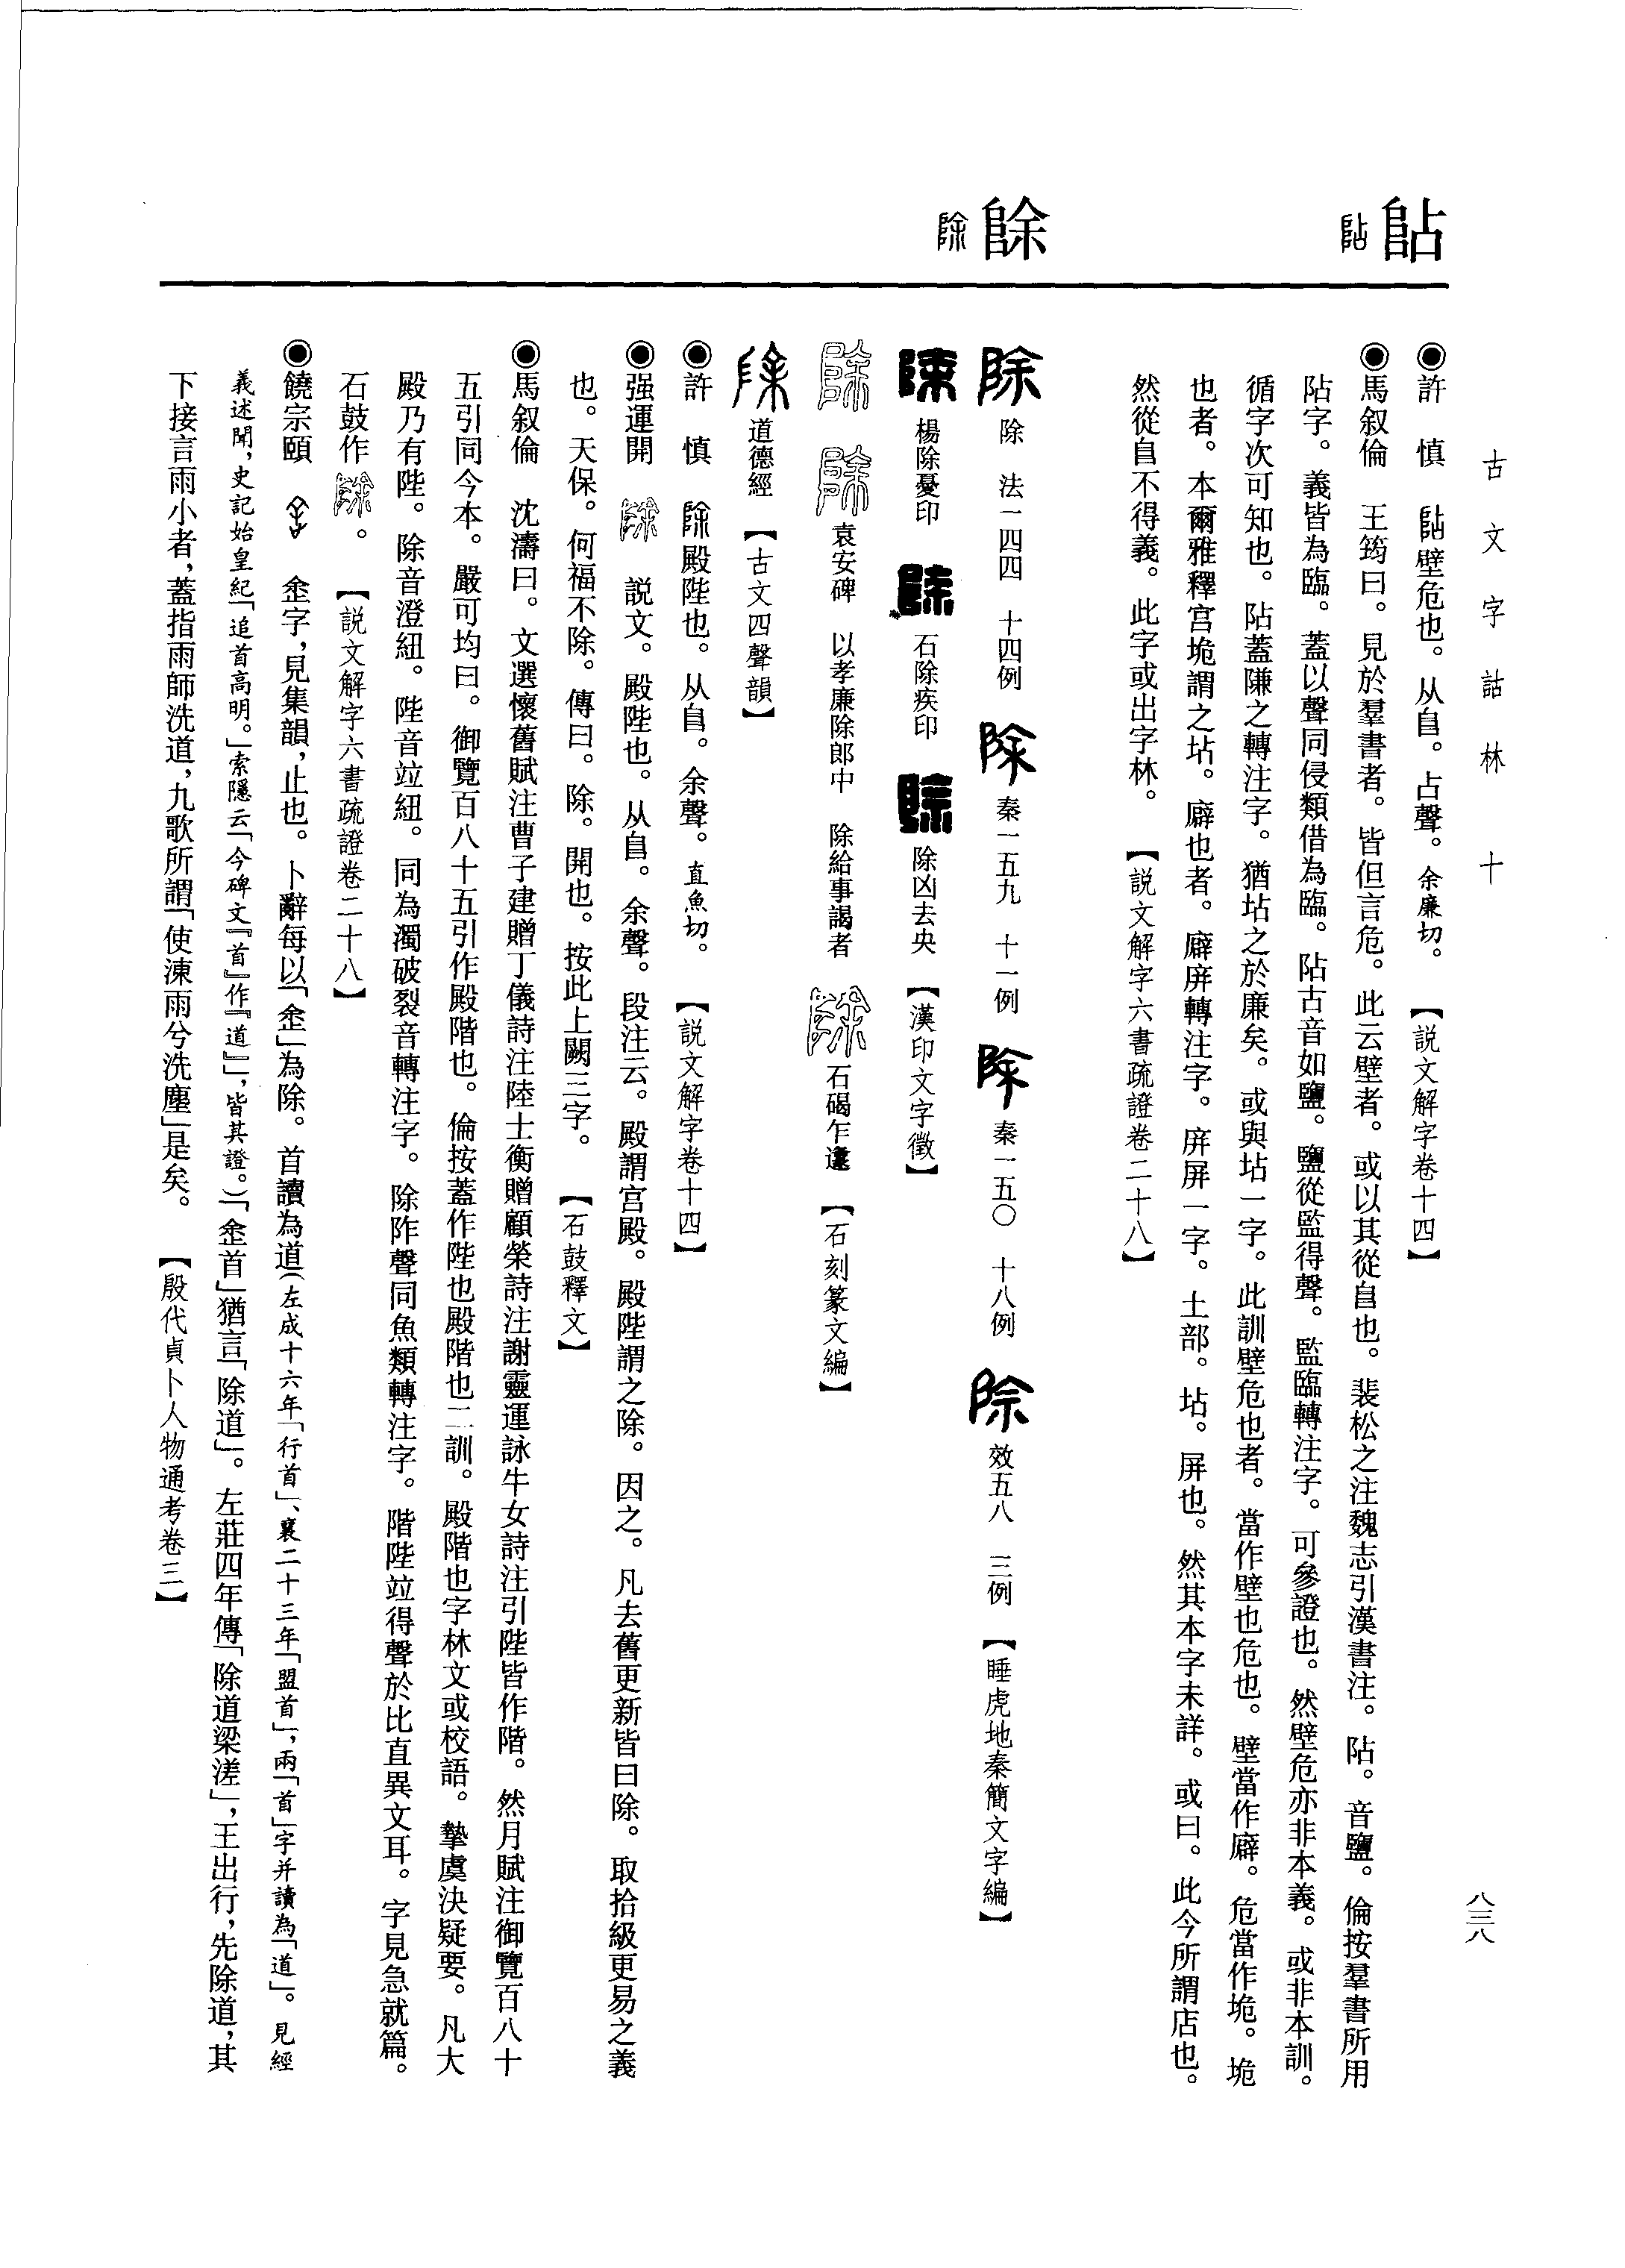 古文字詁林　十
八三八
阽
●許　慎　壁危也。从𨸏。占聲。余廉切。【説文解字卷十四】
●馬叙倫　王筠曰。見於羣書者。皆但言危。此云壁者。或以其從𨸏也。裴松之注魏志引漢書注。阽。音鹽。倫按羣書所用
阽字。義皆為臨。蓋以聲同侵類借為臨。阽古音如鹽。鹽從監得聲。監臨轉注字。可參證也。然壁危亦非本義。或非本訓。
循字次可知也。阽蓋隒之轉注字。猶坫之於廉矣。或與坫一字。此訓壁危也者。當作壁也危也。壁當作廦。危當作垝。垝
也者。本爾雅釋宫垝謂之坫。廦也者。廦屏轉注字。庰屏一字。土部。坫。屏也。然其本字未詳。或曰。此今所謂店也。
然從𨸏不得義。此字或出字林。【説文解字六書疏證卷二十八】
除
除　法一四四　十四例　秦一五九　十一例　秦一五〇　十八例　效五八　三例　【睡虎地秦簡文字編】
楊除憂印　石除疾印　除凶去央　【漢印文字徵】
袁安碑　以孝廉除郎中　除給事謁者　石碣乍遑　【石刻篆文編】
道德經　【古文四聲韻】
●許　慎　殿陛也。从𨸏。余聲。直魚切。【説文解字卷十四】
●强運開　説文。殿陛也。从𨸏。余聲。段注云。殿謂宫殿。殿陛謂之除。因之。凡去舊更新皆曰除。取拾級更易之義
也。天保。何福不除。傳曰。除。開也。按此上闕三字。【石鼓釋文】
●馬叙倫　沈濤曰。文選懷舊賦注曹子建贈丁儀詩注陸士衡贈顧榮詩注謝靈運詠牛女詩注引陛皆作階。然月賦注御覽百八十
五引同今本。嚴可均曰。御覽百八十五引作殿階也。倫按蓋作陛也殿階也二訓。殿階也字林文或校語。摯虞決疑要。凡大
殿乃有陛。除音澄紐。陛音竝紐。同為濁破裂音轉注字。除阼聲同魚類轉注字。階陛竝得聲於比直異文耳。字見急就篇。
石鼓作。【説文解字六書疏證卷二十八】
●饒宗頤　𡴞字，見集韻，止也。卜辭每以「𡴞」為除。首讀為道（左成十六年「行首」、襄二十三年「盟首」，兩「首」字并讀為「道」。見經
義述聞，史記始皇紀「追首高明。」索隱云「今碑文『首』作『道』」，皆其證。）「𡴞首」猶言「除道」。左莊四年傳「除道梁溠」，王出行，先除道，其
下接言雨小者，蓋指雨師洗道，九歌所謂「使涷雨兮洗塵」是矣。【殷代貞卜人物通考卷三】